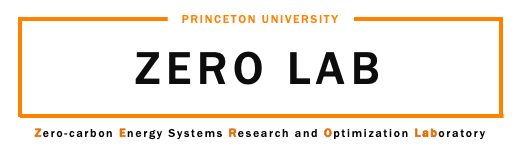 PRINCETON UNIVERSITY
ZERO LAB
Zero-carbon Energy Systems Research and Optimization Laboratory